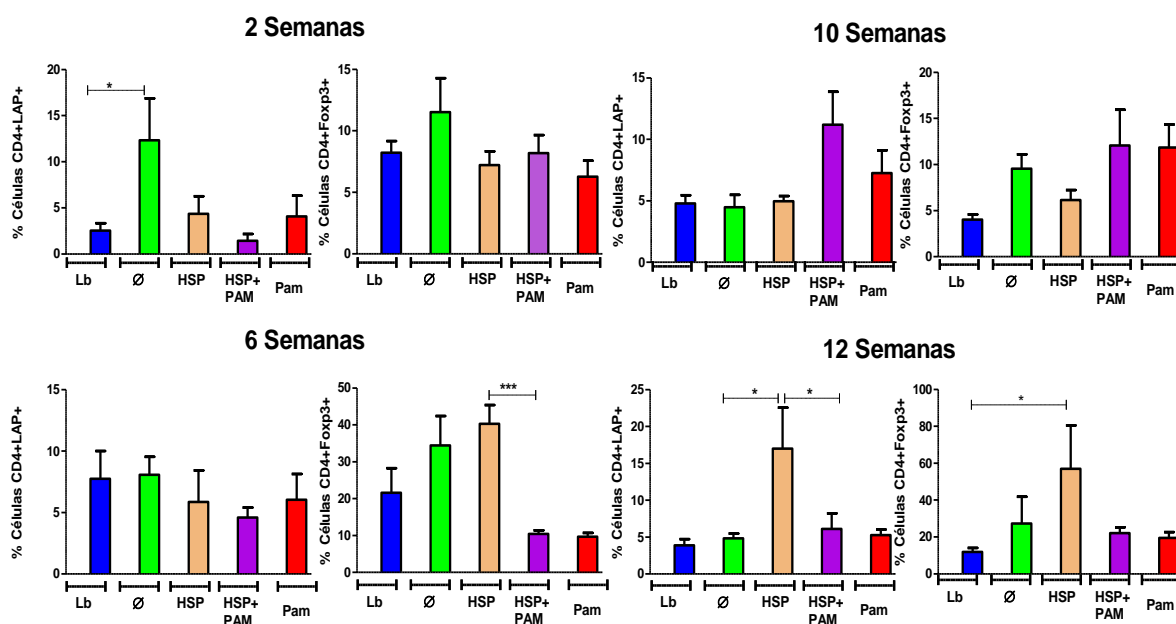 2 Semanas
% Células CD4+LAP+
20
15
10
5
0
*
Lb Ø HSP HSP+ PAM Pam
% Células CD4+Foxp3+
15
10
5
0
Lb Ø HSP HSP+ PAM Pam
10 Semanas
% Células CD4+LAP+
15
10
5
0
Lb Ø HSP HSP+ PAM Pam
% Células CD4+Foxp3+
20
15
10
5
0
Lb Ø HSP HSP+ PAM Pam
6 Semanas
% Células CD4+LAP+
15
10
5
0
Lb Ø HSP HSP+ PAM Pam
% Células CD4+Foxp3+
50
40
30
20
10
0
***
Lb Ø HSP HSP+ PAM Pam
12 Semanas
% Células CD4+LAP+
25
20
15
10
5
0
* *
Lb Ø HSP HSP+ PAM Pam
% Células CD4+Foxp3+
100
80
60
40
20
0
*
Lb Ø HSP HSP+ PAM Pam